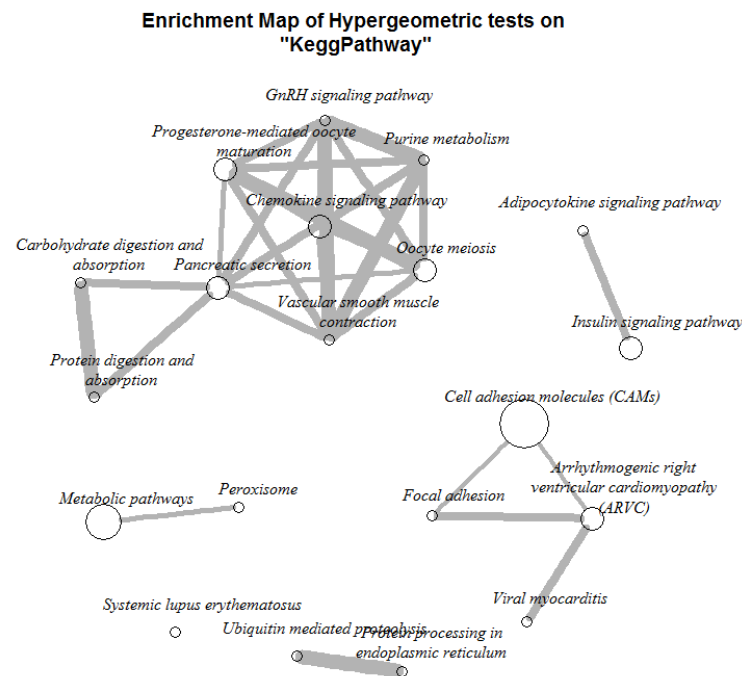 Enrichment Map of Hypergeometric tests on
"KeggPathway"
GnRH signaling pathway
Progesterone-mediated oocyte
maturation
Purine metabolism
Chemokine signaling pathway
Adipocytokine signaling pathway
Carbohydrate digestion and
absorption
Pancreatic secretion
Oocyte meiosis
Vascular smooth muscle
contraction
Insulin signaling pathway
Protein digestion and
absorption
Cell adhesion molecules (CAMs)
Arrhythmogenic right
ventricular cardiomyopathy
(ARVC)
Focal adhesion
Metabolic pathways
Peroxisome
Viral myocarditis
Systemic lupus erythematosus
Ubiquitin mediated proteolysis
Protein processing in
endoplasmic reticulum